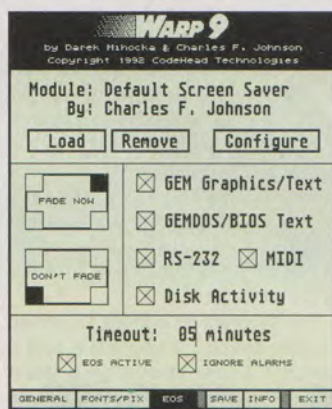 WARP 9
by Darek Mihocka & Charles F. Johnson
Copyright 1992 CodeHead Technologies
Module: Default Screen Saver
By: Charles F. Johnson
Load Remove Configure
FADE NOW
GEM Graphics/Text
GEMDOS/BIOS Text
DON'T FADE
RS-232 MIDI
Disk Activity
Timeout: 05 minutes
EOS ACTIVE IGNORE ALARMS
GENERAL FONTS/PIX EOS SAVE INFO EXIT